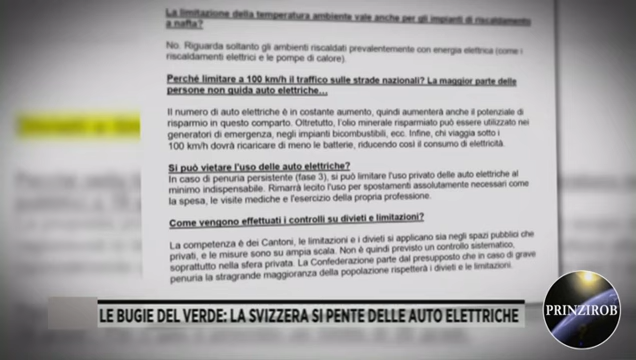 La limitazione della temperatura ambiente vale anche per gli impianti di riscaldamento
a nafta?
No. Riguarda soltanto gli ambienti riscaldati prevalentemente con energia elettrica (come i
riscaldamenti elettrici e le pompe di calore).
Perché limitare a 100 km/h il traffico sulle strade nazionali? La maggior parte delle
persone non guida auto elettriche...
Il numero di auto elettriche è in costante aumento, quindi aumenterà anche il potenziale di
risparmio in questo comparto. Oltretutto, l'olio minerale risparmiato può essere utilizzato nei
generatori di emergenza, negli impianti bicombustibili, ecc. Infine, chi viaggia sotto i
100 km/h dovrà ricaricare di meno le batterie, riducendo così il consumo di elettricità.
Si può vietare l'uso delle auto elettriche?
In caso di penuria persistente (fase 3), si può limitare l'uso privato delle auto elettriche al
minimo indispensabile. Rimarrà lecito l'uso per spostamenti assolutamente necessari come
la spesa, le visite mediche e l'esercizio della propria professione.
Come vengono effettuati i controlli su divieti e limitazioni?
La competenza è dei Cantoni, le limitazioni e i divieti si applicano sia negli spazi pubblici che
privati, e le misure sono su ampia scala. Non è quindi previsto un controllo sistematico,
soprattutto nella sfera privata. La Confederazione parte dal presupposto che in caso di grave
penuria la stragrande maggioranza della popolazione rispetterà i divieti e le limitazioni.
LE BUGIE DEL VERDE: LA SVIZZERA SI PENTE DELLE AUTO ELETTRICHE
PRINZIROB